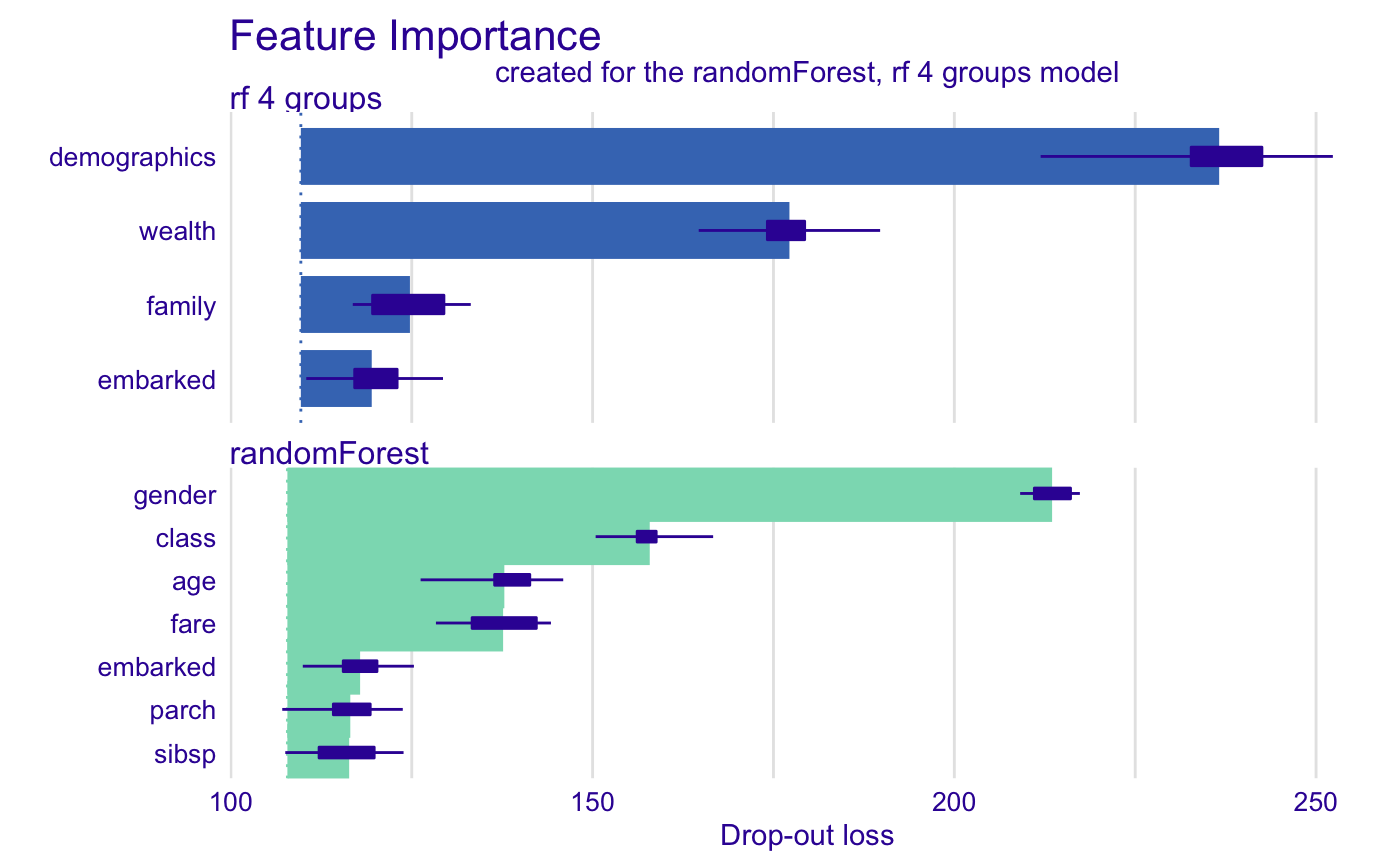 Feature Importance
created for the randomForest, rf 4 groups model
rf 4 groups
demographics
wealth
family
embarked
randomForest
gender
class
age
fare
embarked
parch
sibsp
100 150 200 250
Drop-out loss